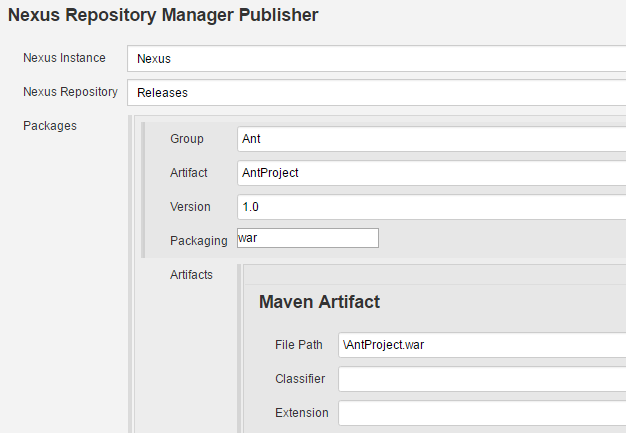 Nexus Repository Manager Publisher
Nexus Instance Nexus
Nexus Repository Releases
Packages
Group Ant
Artifact AntProject
Version 1.0
Packaging war
Artifacts
Maven Artifact
File Path \AntProject.war
Classifier
Extension